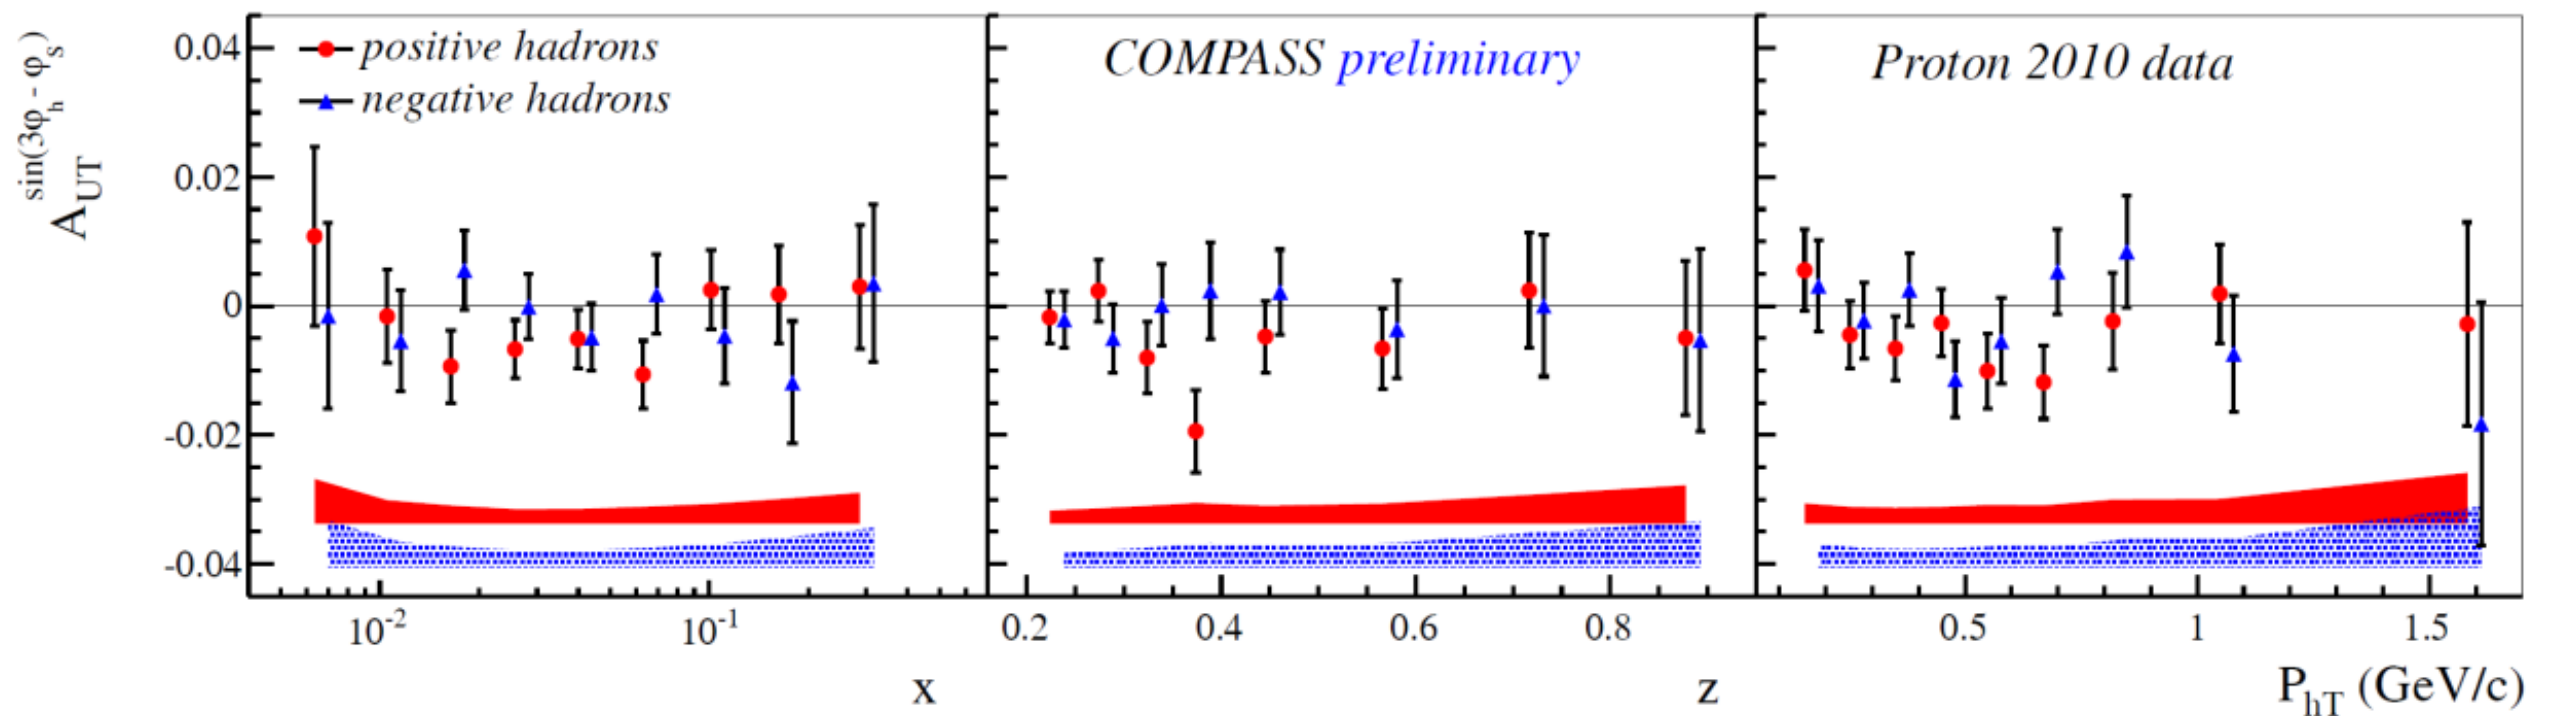 A_UT^sin(3φ_h - φ_s)
0.04
0.02
0
-0.02
-0.04
positive hadrons
negative hadrons
COMPASS preliminary
Proton 2010 data
10^-2 10^-1
0.2 0.4 0.6 0.8
0.5 1 1.5
x
z
P_hT (GeV/c)